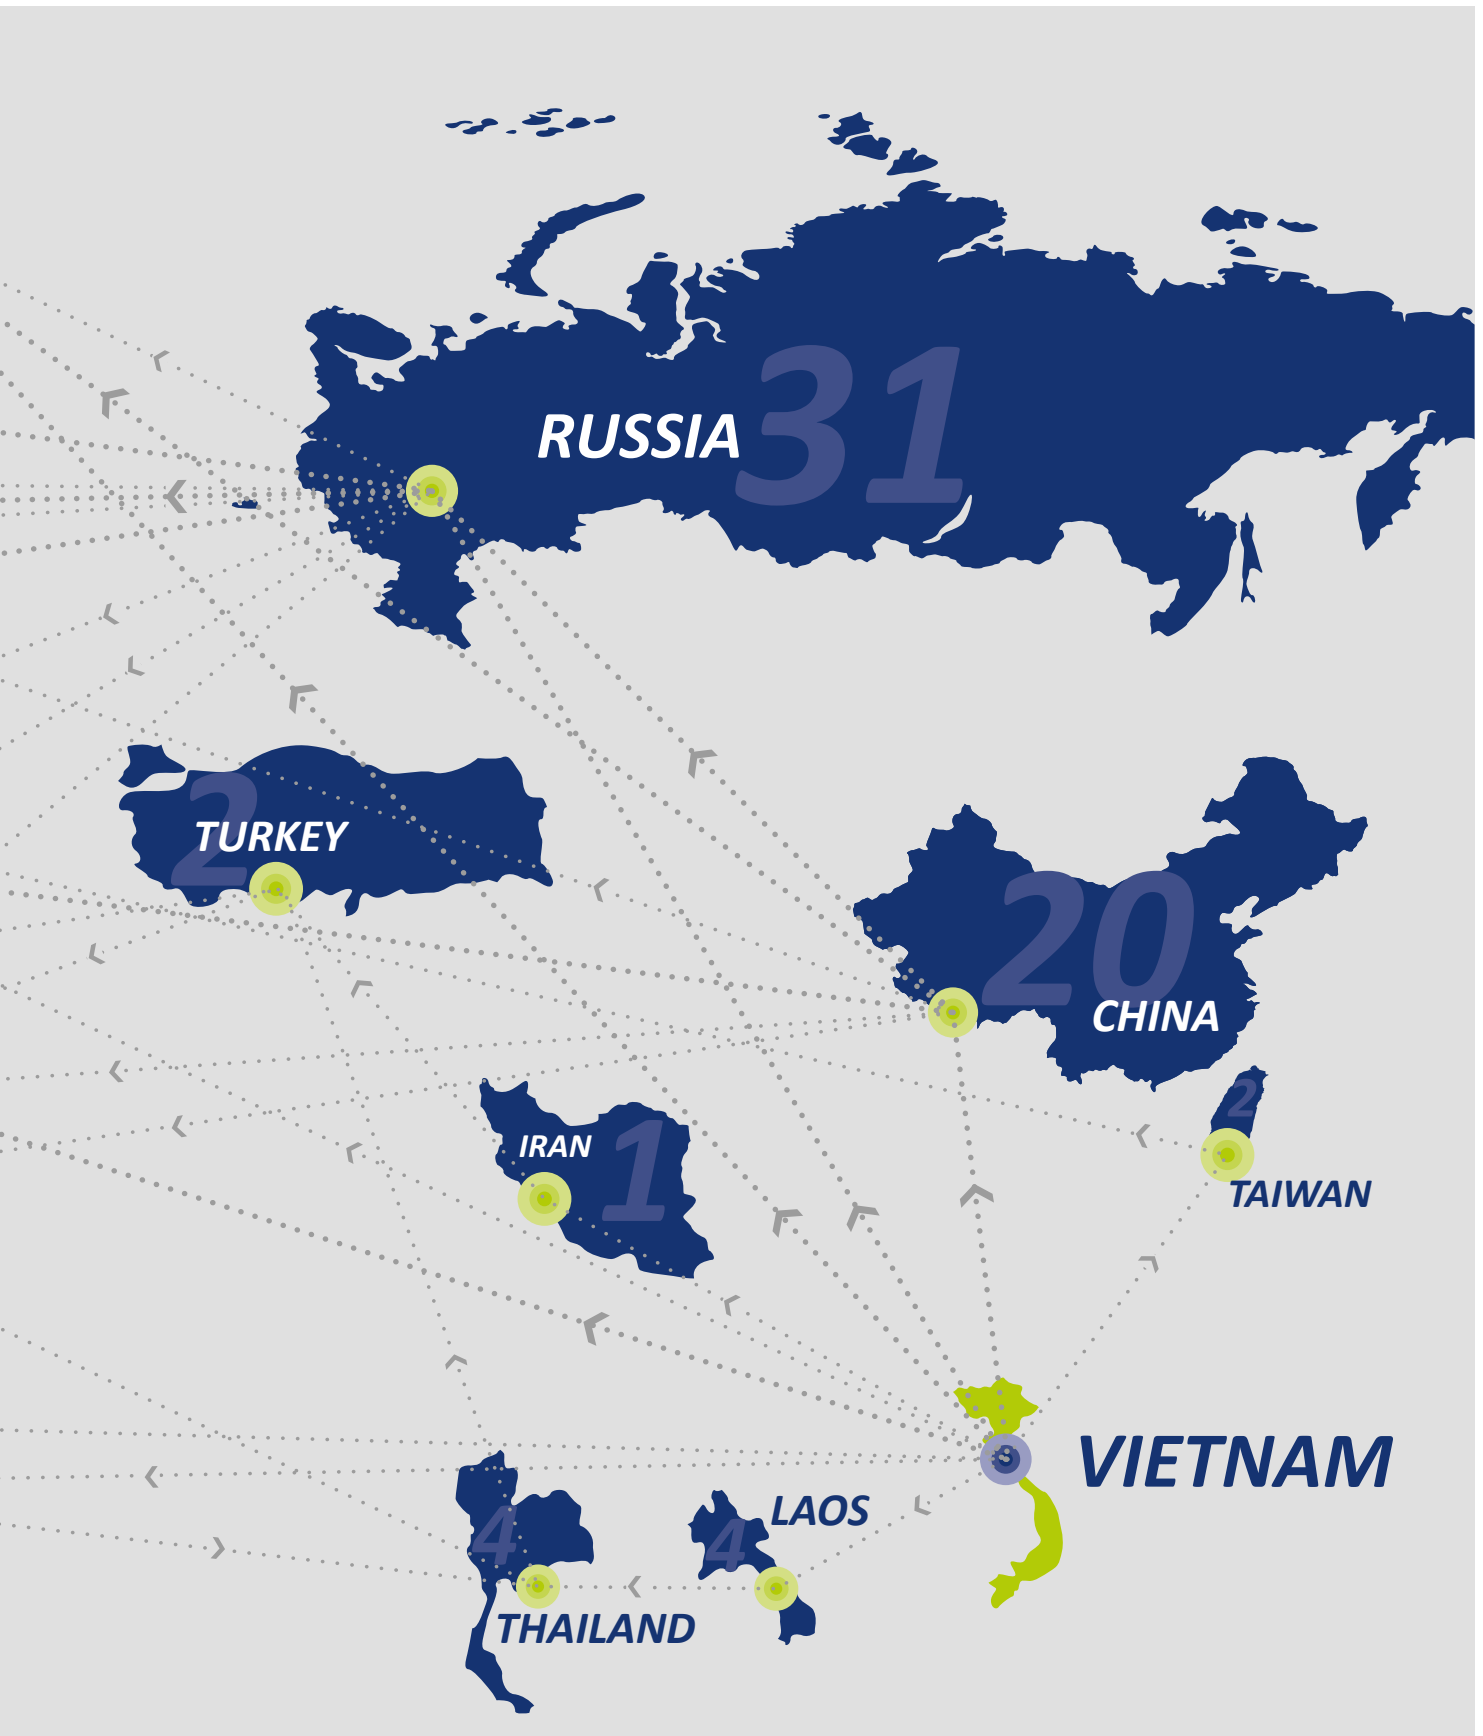 RUSSIA
31
2
TURKEY
20
CHINA
2
TAIWAN
IRAN
1
VIETNAM
LAOS
4
4
THAILAND